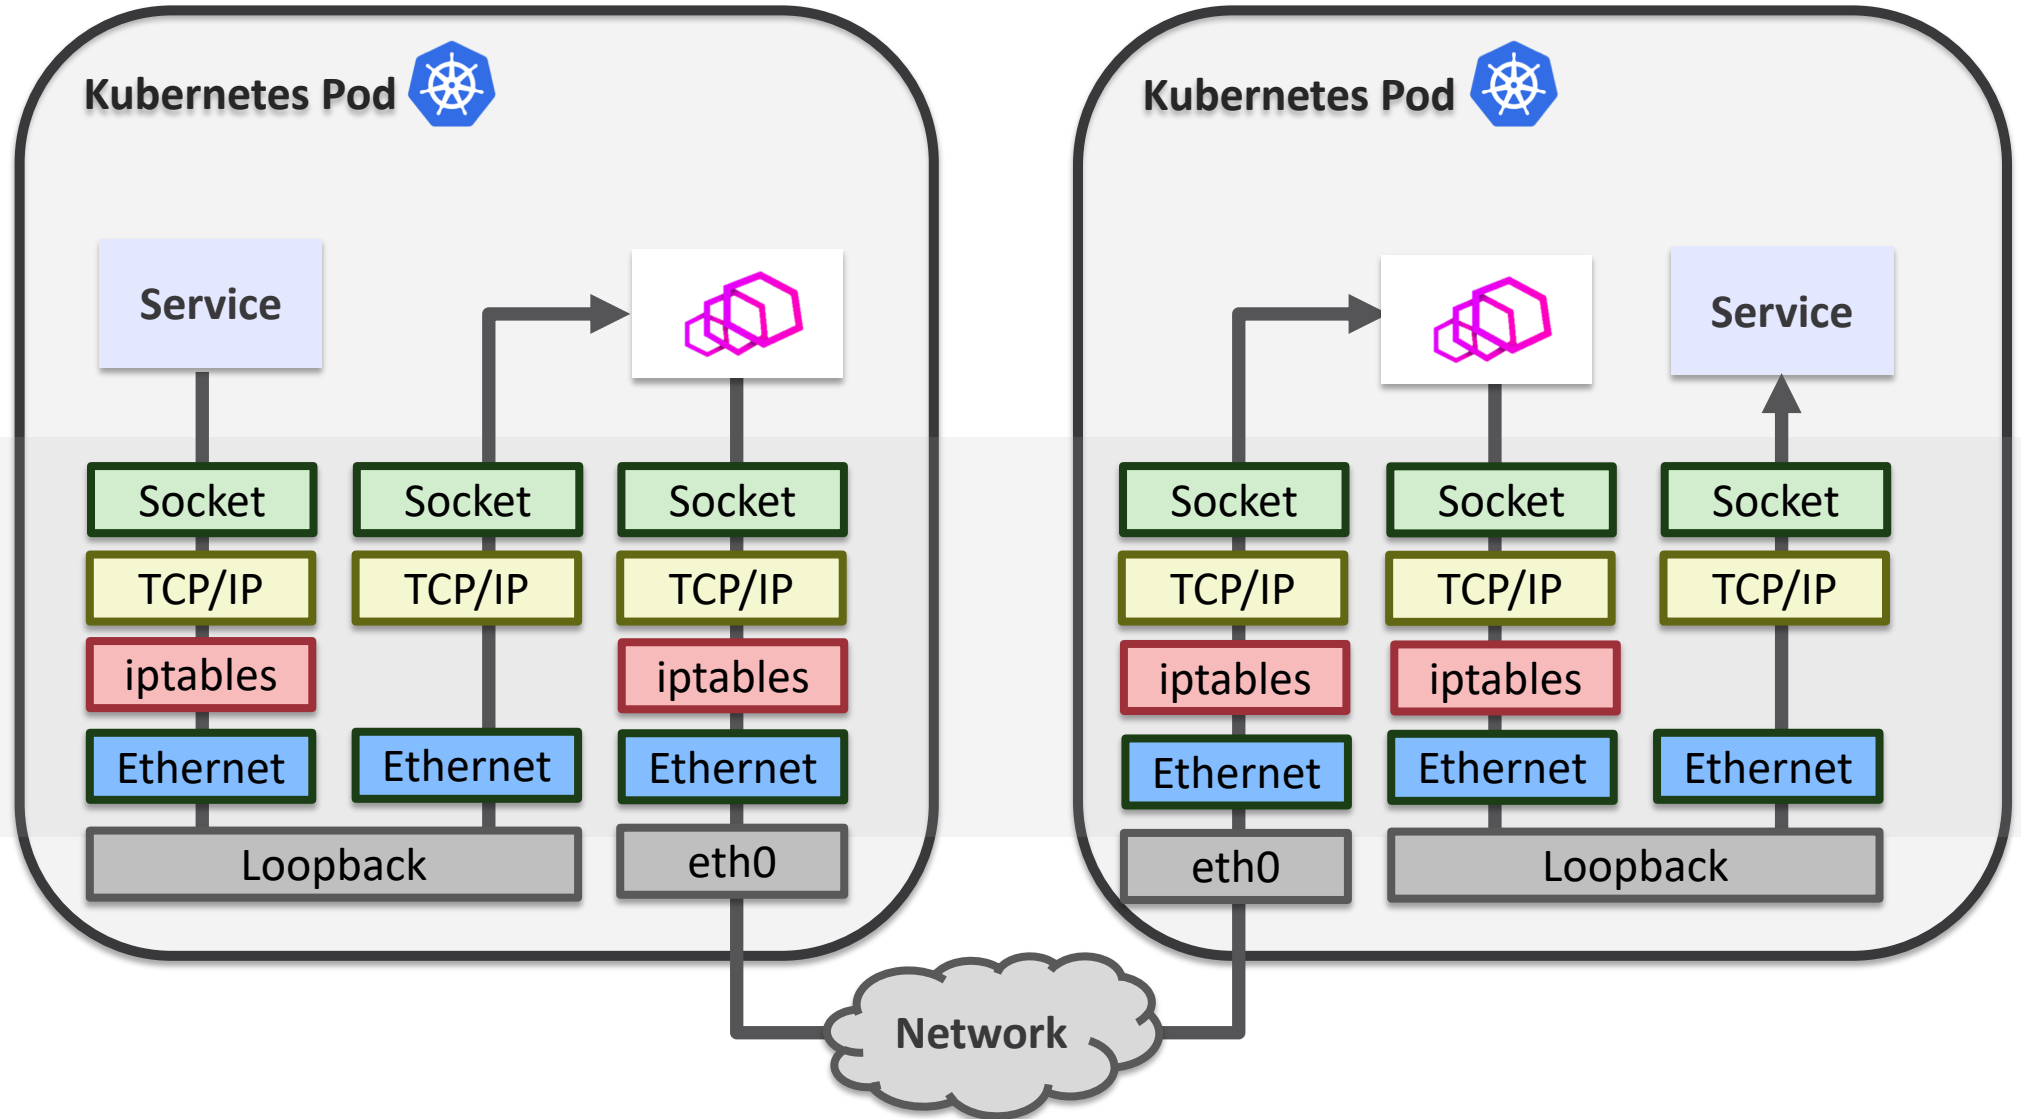 Kubernetes Pod
Service
Socket
TCP/IP
iptables
Ethernet
Socket
TCP/IP
Ethernet
Loopback
Socket
TCP/IP
iptables
Ethernet
eth0
Network
Kubernetes Pod
Socket
TCP/IP
iptables
Ethernet
eth0
Socket
TCP/IP
iptables
Ethernet
Service
Socket
TCP/IP
Ethernet
Loopback